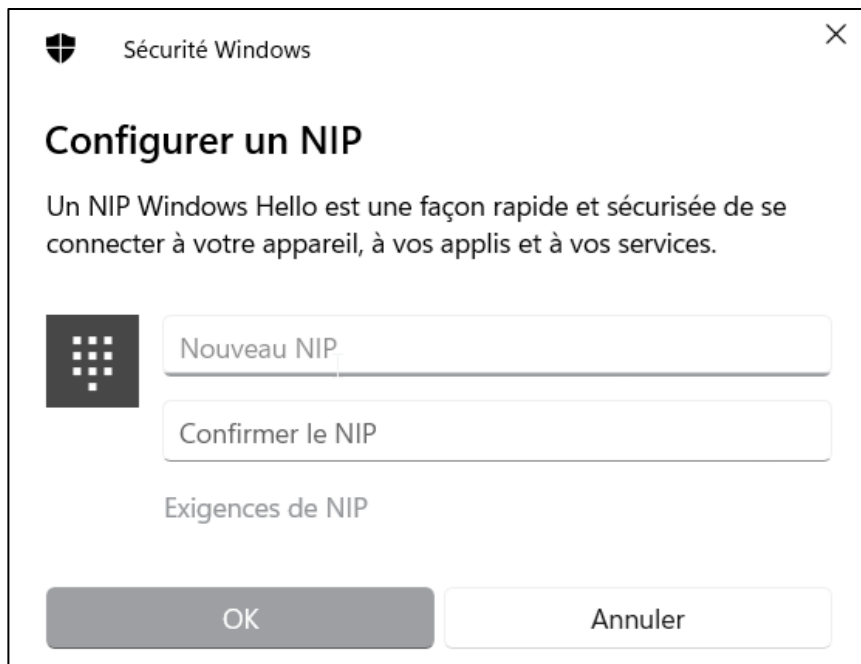 Sécurité Windows
Configurer un NIP
Un NIP Windows Hello est une façon rapide et sécurisée de se
connecter à votre appareil, à vos applis et à vos services.
Nouveau NIP
Confirmer le NIP
Exigences de NIP
OK
Annuler